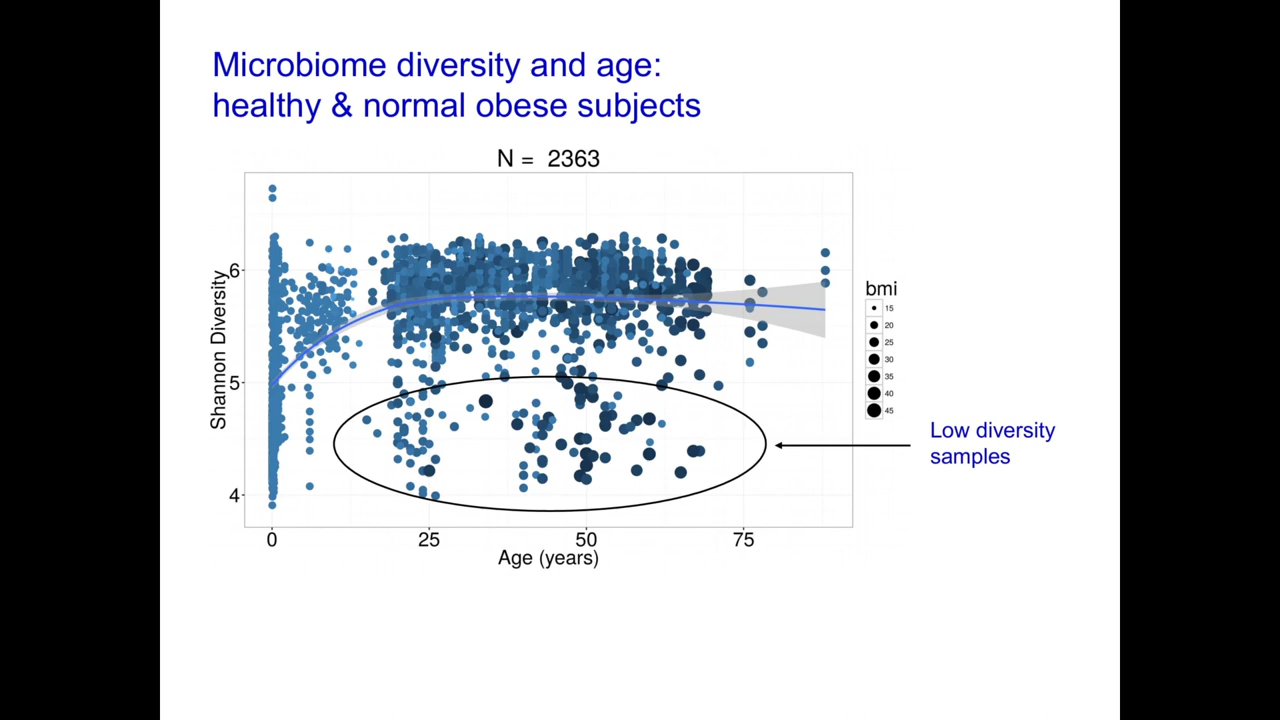 Microbiome diversity and age:
healthy & normal obese subjects
N = 2363
Shannon Diversity
6
5
4
0
25
50
75
Age (years)
bmi
15
20
25
30
35
40
45
Low diversity
samples